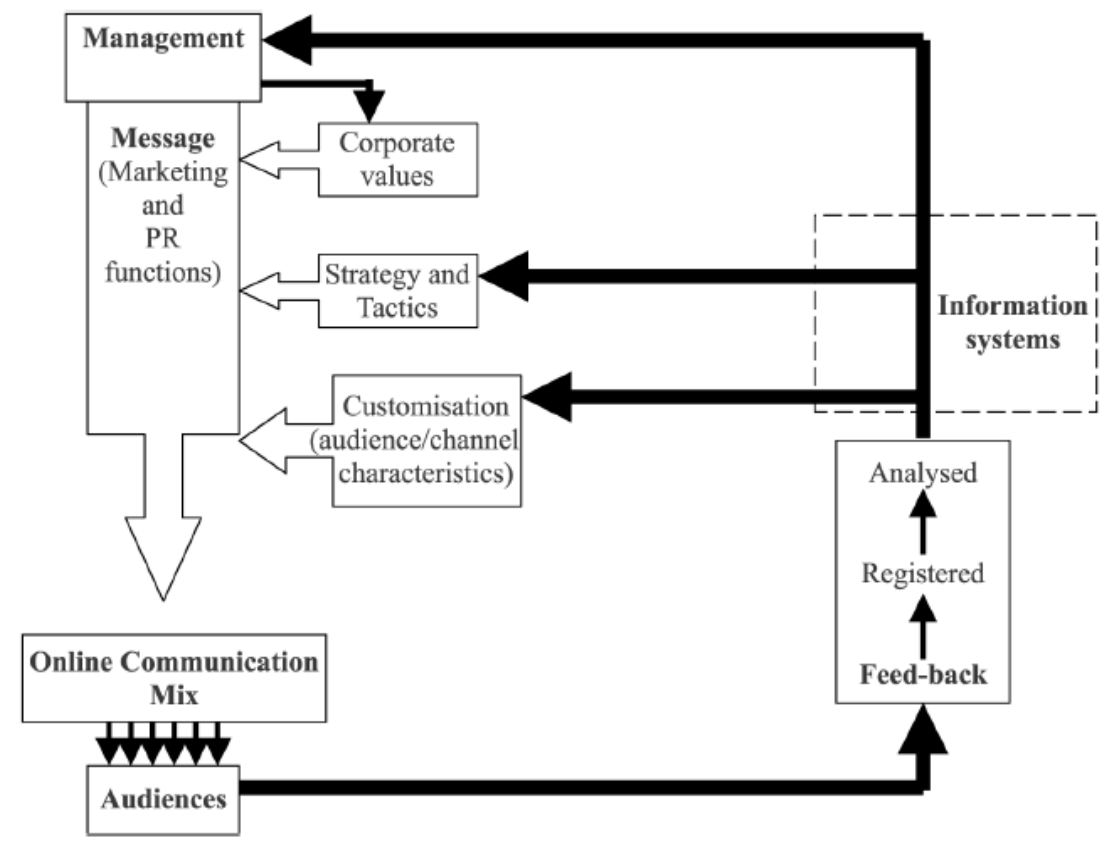 Management
Message
(Marketing
and
PR
functions)
Corporate
values
Strategy and
Tactics
Customisation
(audience/channel
characteristics)
Information
systems
Analysed
Registered
Feed-back
Online Communication
Mix
Audiences